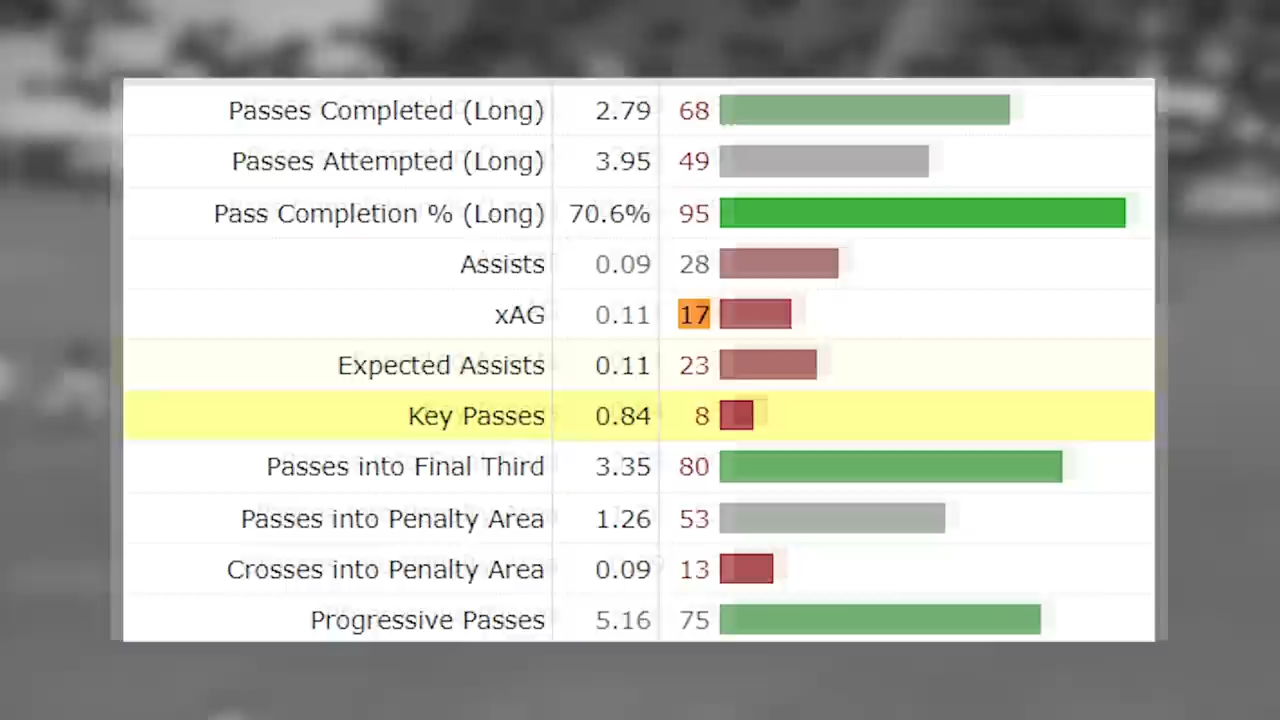 Passes Completed (Long) 2.79 68
Passes Attempted (Long) 3.95 49
Pass Completion % (Long) 70.6% 95
Assists 0.09 28
xAG 0.11 17
Expected Assists 0.11 23
Key Passes 0.84 8
Passes into Final Third 3.35 80
Passes into Penalty Area 1.26 53
Crosses into Penalty Area 0.09 13
Progressive Passes 5.16 75